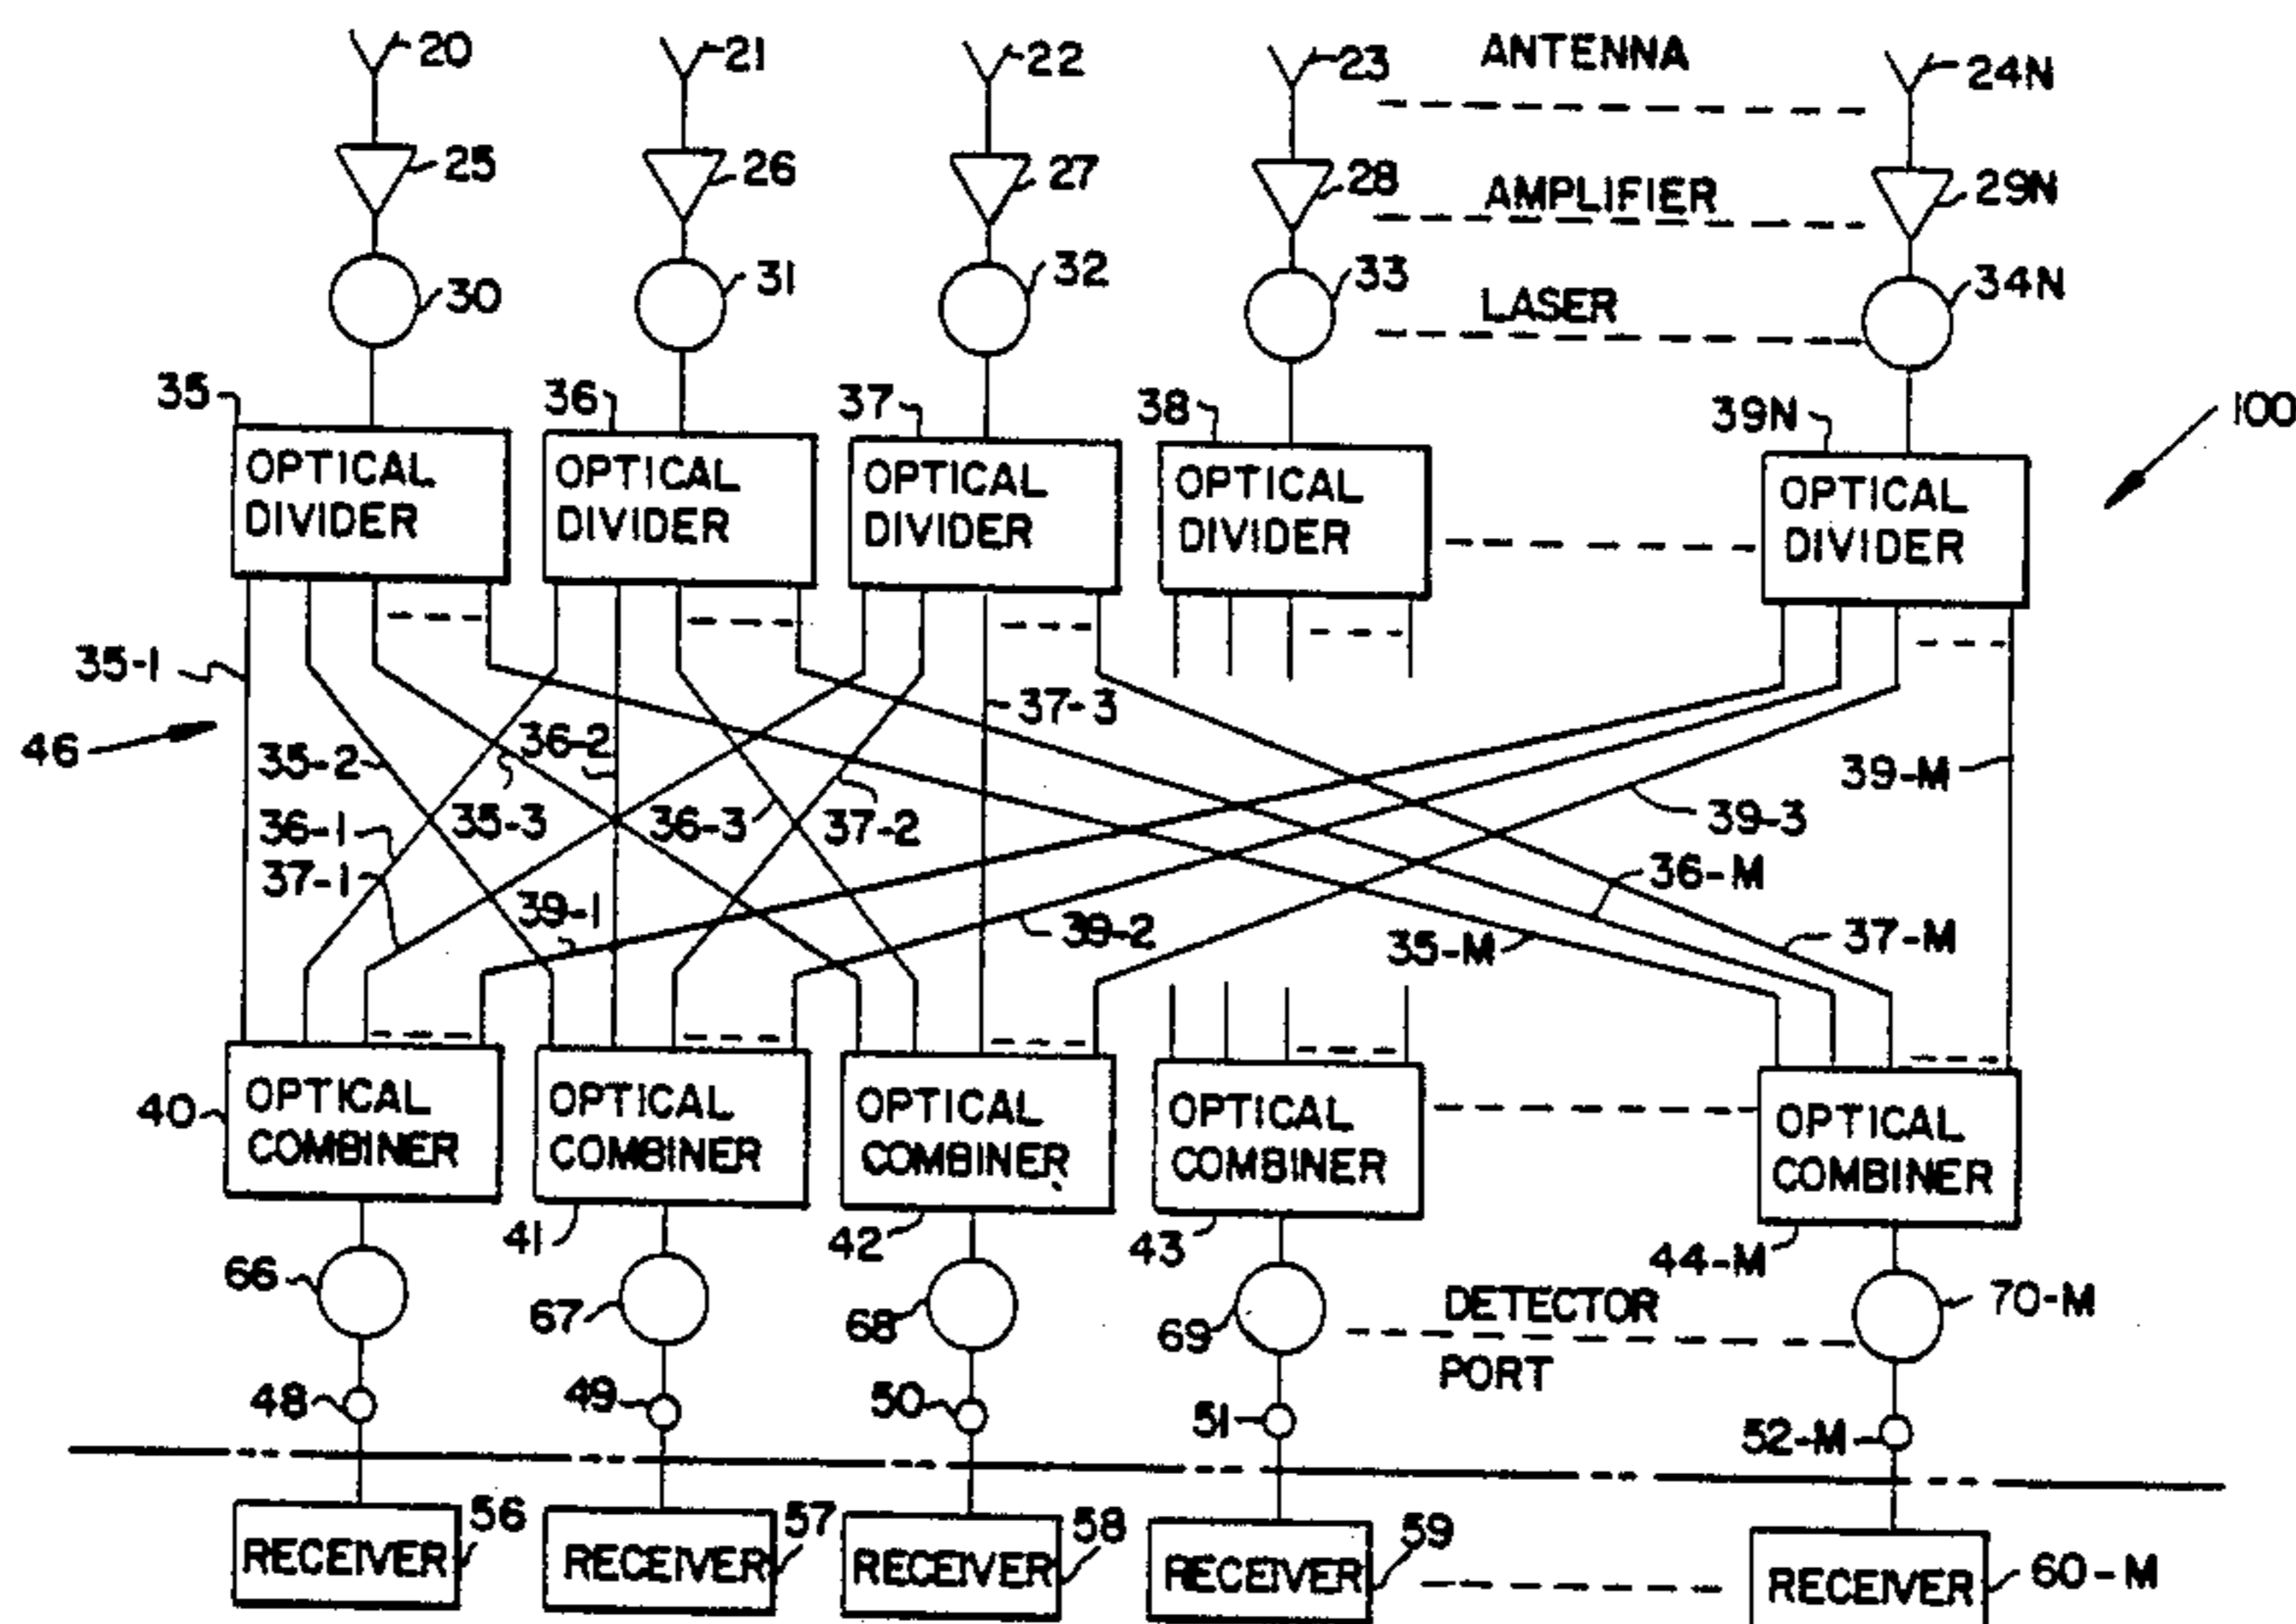 20 21 22 23 ANTENNA 24N
25 26 27 28 AMPLIFIER 29N
30 31 32 33 LASER 34N
35 36 37 38 39N 100
OPTICAL DIVIDER
OPTICAL DIVIDER
OPTICAL DIVIDER
OPTICAL DIVIDER
OPTICAL DIVIDER
35-1
46
35-2
36-2
37-3
39-M
36-1
35-3
36-3
37-2
39-3
37-1
39-1
39-2
36-M
35-M
37-M
40
OPTICAL COMBINER
OPTICAL COMBINER
OPTICAL COMBINER
OPTICAL COMBINER
OPTICAL COMBINER
41 42 43 44-M
66 67 68 69 DETECTOR 70-M
PORT
48 49 50 51 52-M
RECEIVER 56
RECEIVER 57
RECEIVER 58
RECEIVER 59
RECEIVER 60-M